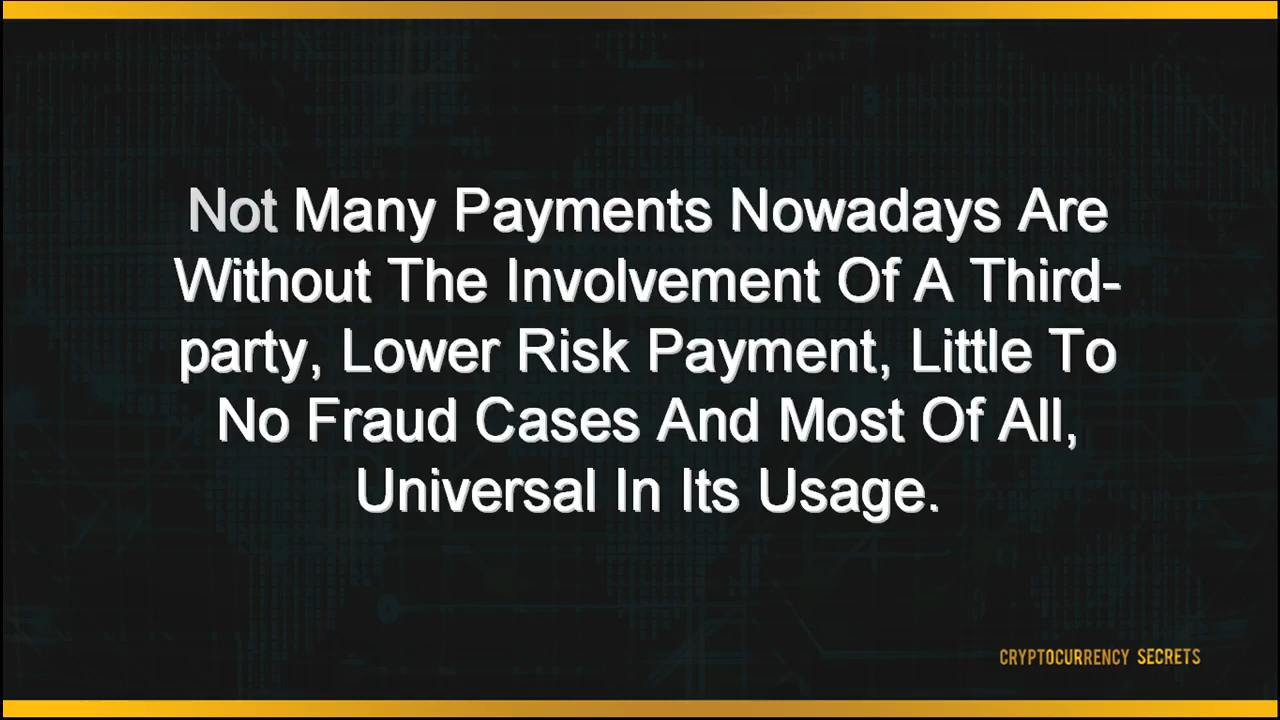 Not Many Payments Nowadays Are
Without The Involvement Of A Third-
party, Lower Risk Payment, Little To
No Fraud Cases And Most Of All,
Universal In Its Usage.
CRYPTOCURRENCY SECRETS